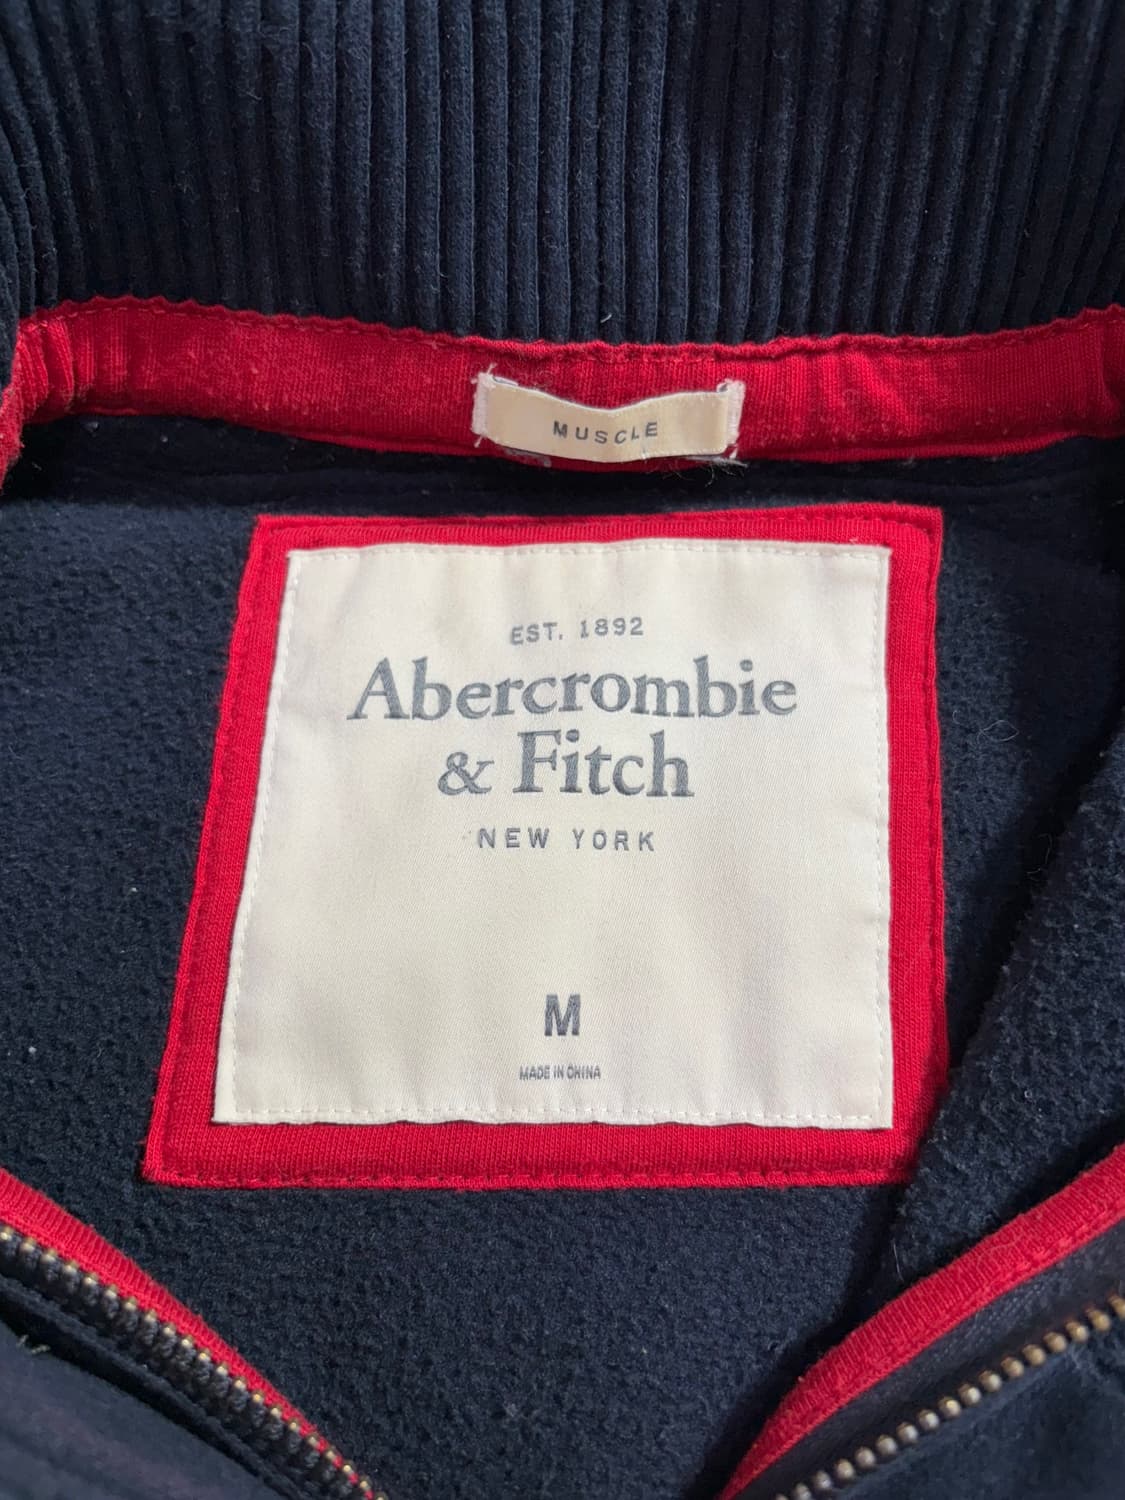 MUSCLE
EST. 1892
Abercrombie
& Fitch
NEW YORK
M
MADE IN CHINA